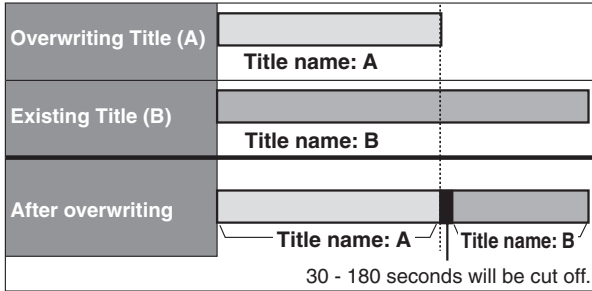 Overwriting Title (A)
Title name: A
Existing Title (B)
Title name: B
After overwriting
Title name: A
Title name: B
30 - 180 seconds will be cut off.